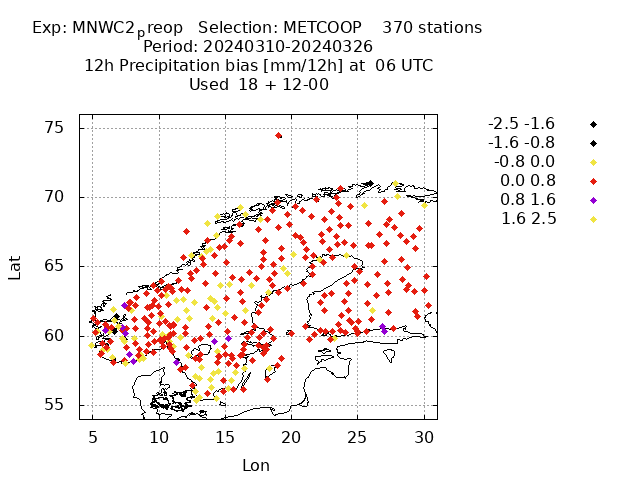 Exp: MNWC2_preop Selection: METCOOP 370 stations
Period: 20240310-20240326
12h Precipitation bias [mm/12h] at 06 UTC
Used 18 + 12-00
-2.5 -1.6
-1.6 -0.8
-0.8 0.0
0.0 0.8
0.8 1.6
1.6 2.5
75
70
65
60
55
Lat
5 10 15 20 25 30
Lon